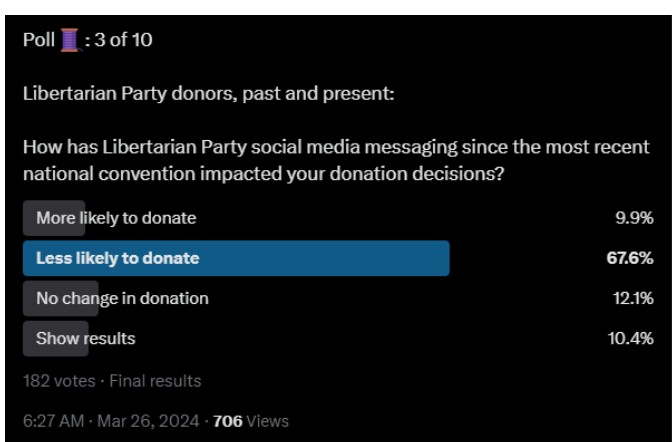 Poll 🧵 : 3 of 10
Libertarian Party donors, past and present:
How has Libertarian Party social media messaging since the most recent
national convention impacted your donation decisions?
More likely to donate 9.9%
Less likely to donate 67.6%
No change in donation 12.1%
Show results 10.4%
182 votes · Final results
6:27 AM · Mar 26, 2024 · 706 Views